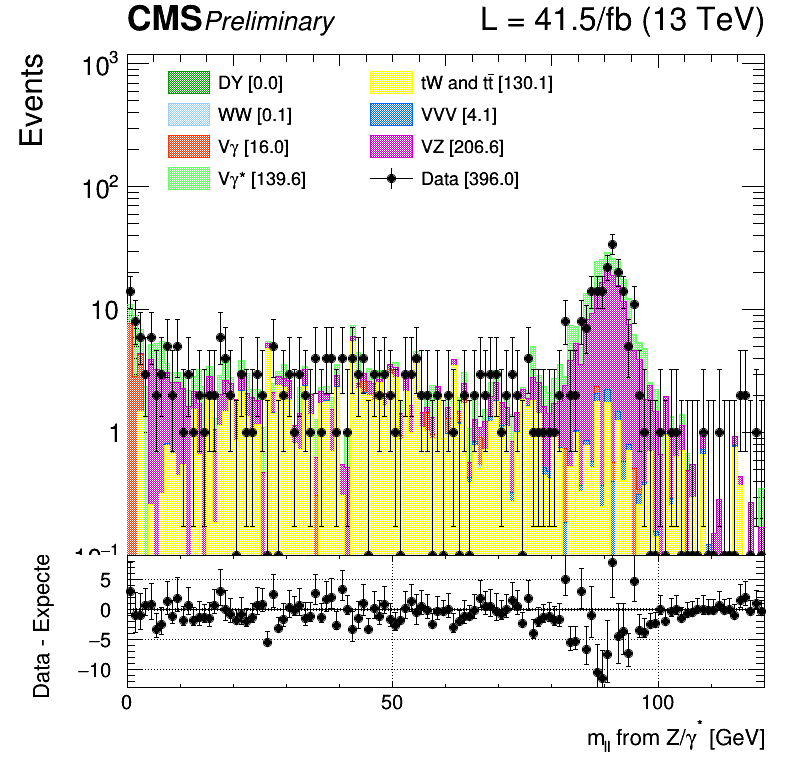 CMS Preliminary L = 41.5/fb (13 TeV)
Events
10³
10²
10
1
10⁻¹
DY [0.0]
WW [0.1]
Vγ [16.0]
Vγ* [139.6]
tW and tt̄ [130.1]
VVV [4.1]
VZ [206.6]
Data [396.0]
Data - Expecte
5
0
−5
−10
0 50 100
m_ll from Z/γ* [GeV]